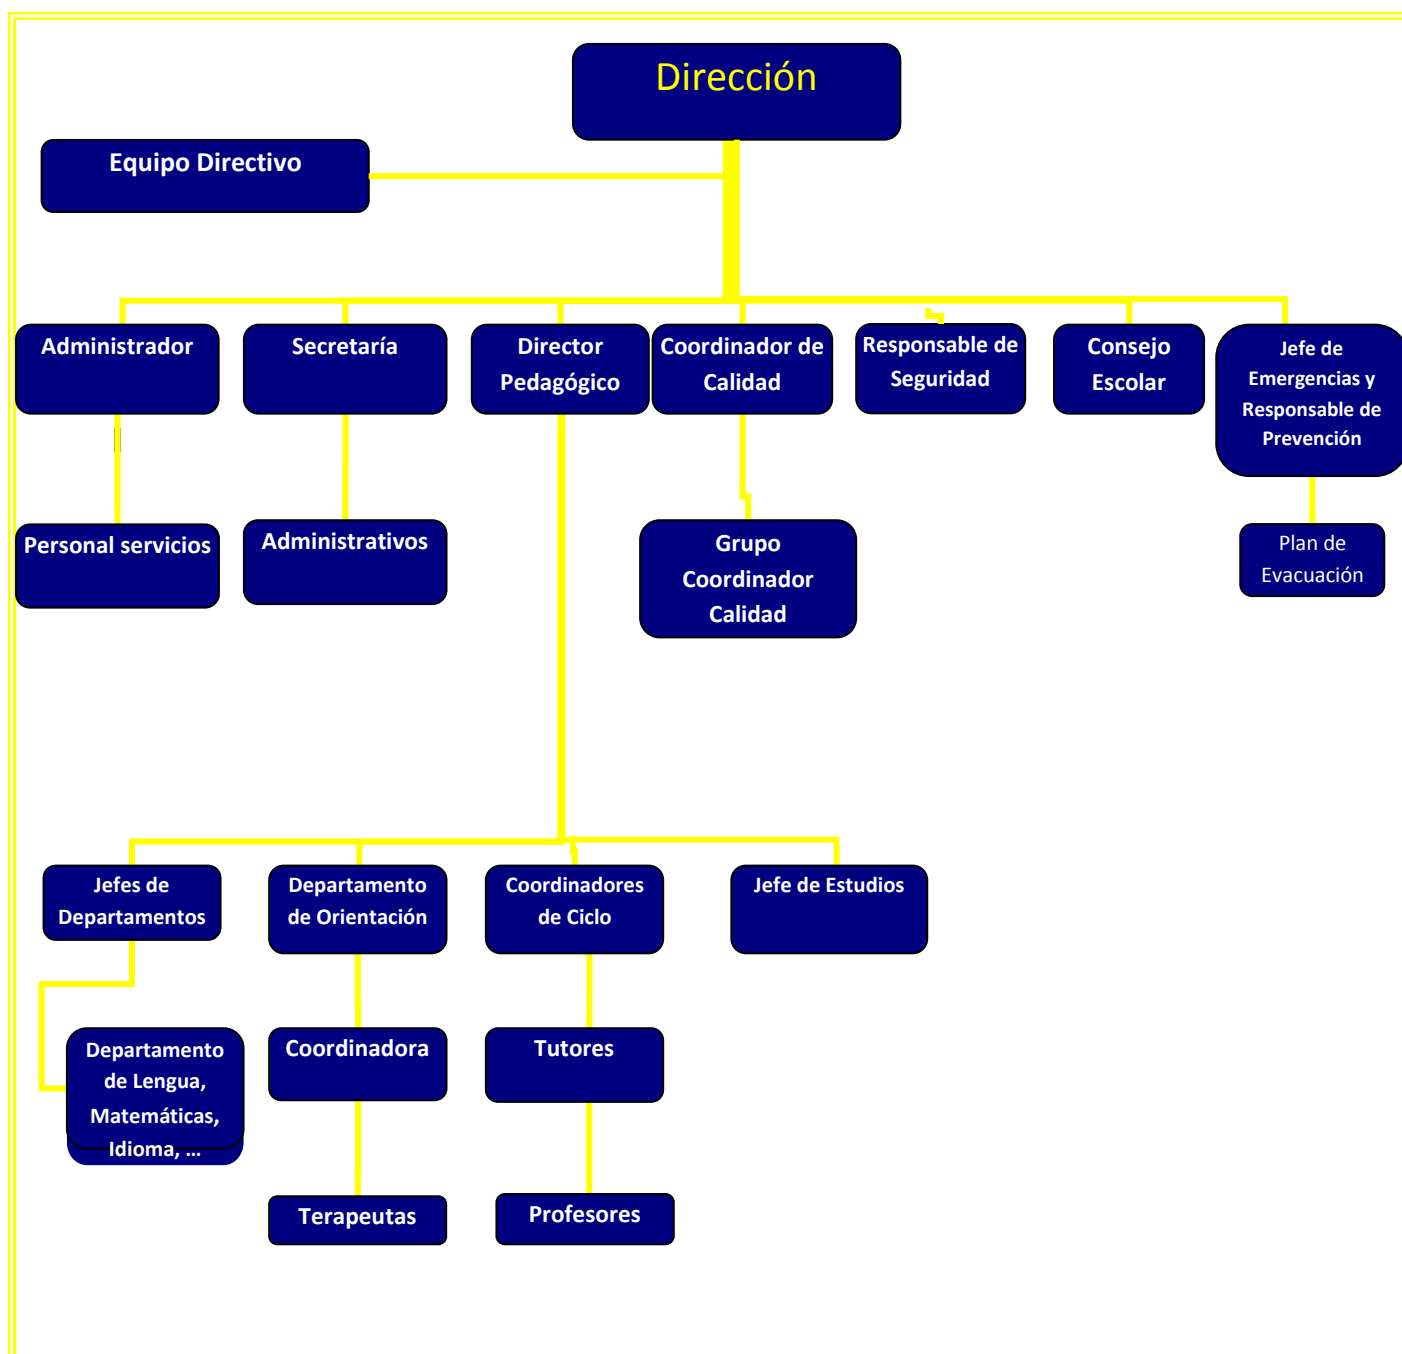 Dirección
Equipo Directivo
Administrador
Secretaría
Director
Pedagógico
Coordinador de
Calidad
Responsable de
Seguridad
Consejo
Escolar
Jefe de
Emergencias y
Responsable de
Prevención
Personal servicios
Administrativos
Grupo
Coordinador
Calidad
Plan de
Evacuación
Jefes de
Departamentos
Departamento
de Orientación
Coordinadores
de Ciclo
Jefe de Estudios
Departamento
de Lengua,
Matemáticas,
Idioma, ...
Coordinadora
Tutores
Terapeutas
Profesores